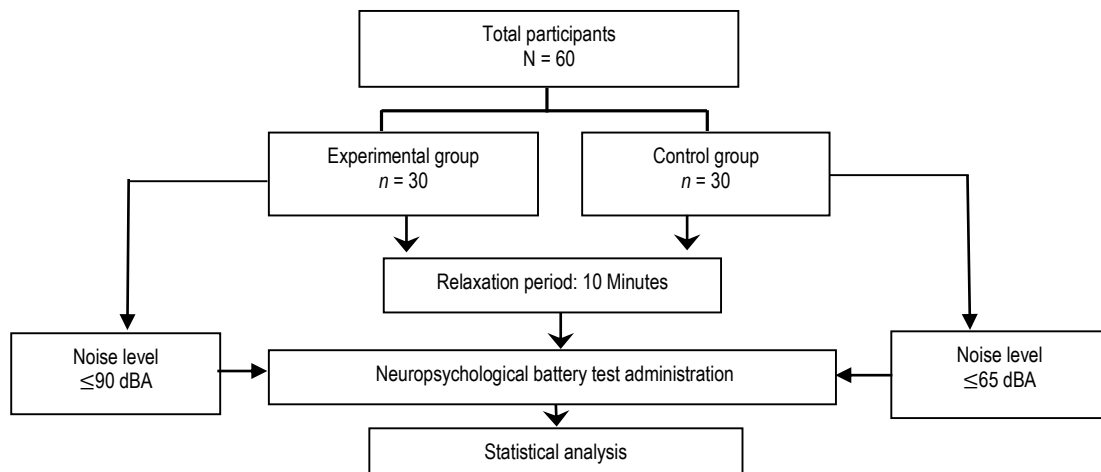 Total participants
N = 60
Experimental group
n = 30
Control group
n = 30
Relaxation period: 10 Minutes
Noise level
≤90 dBA
Neuropsychological battery test administration
Noise level
≤65 dBA
Statistical analysis